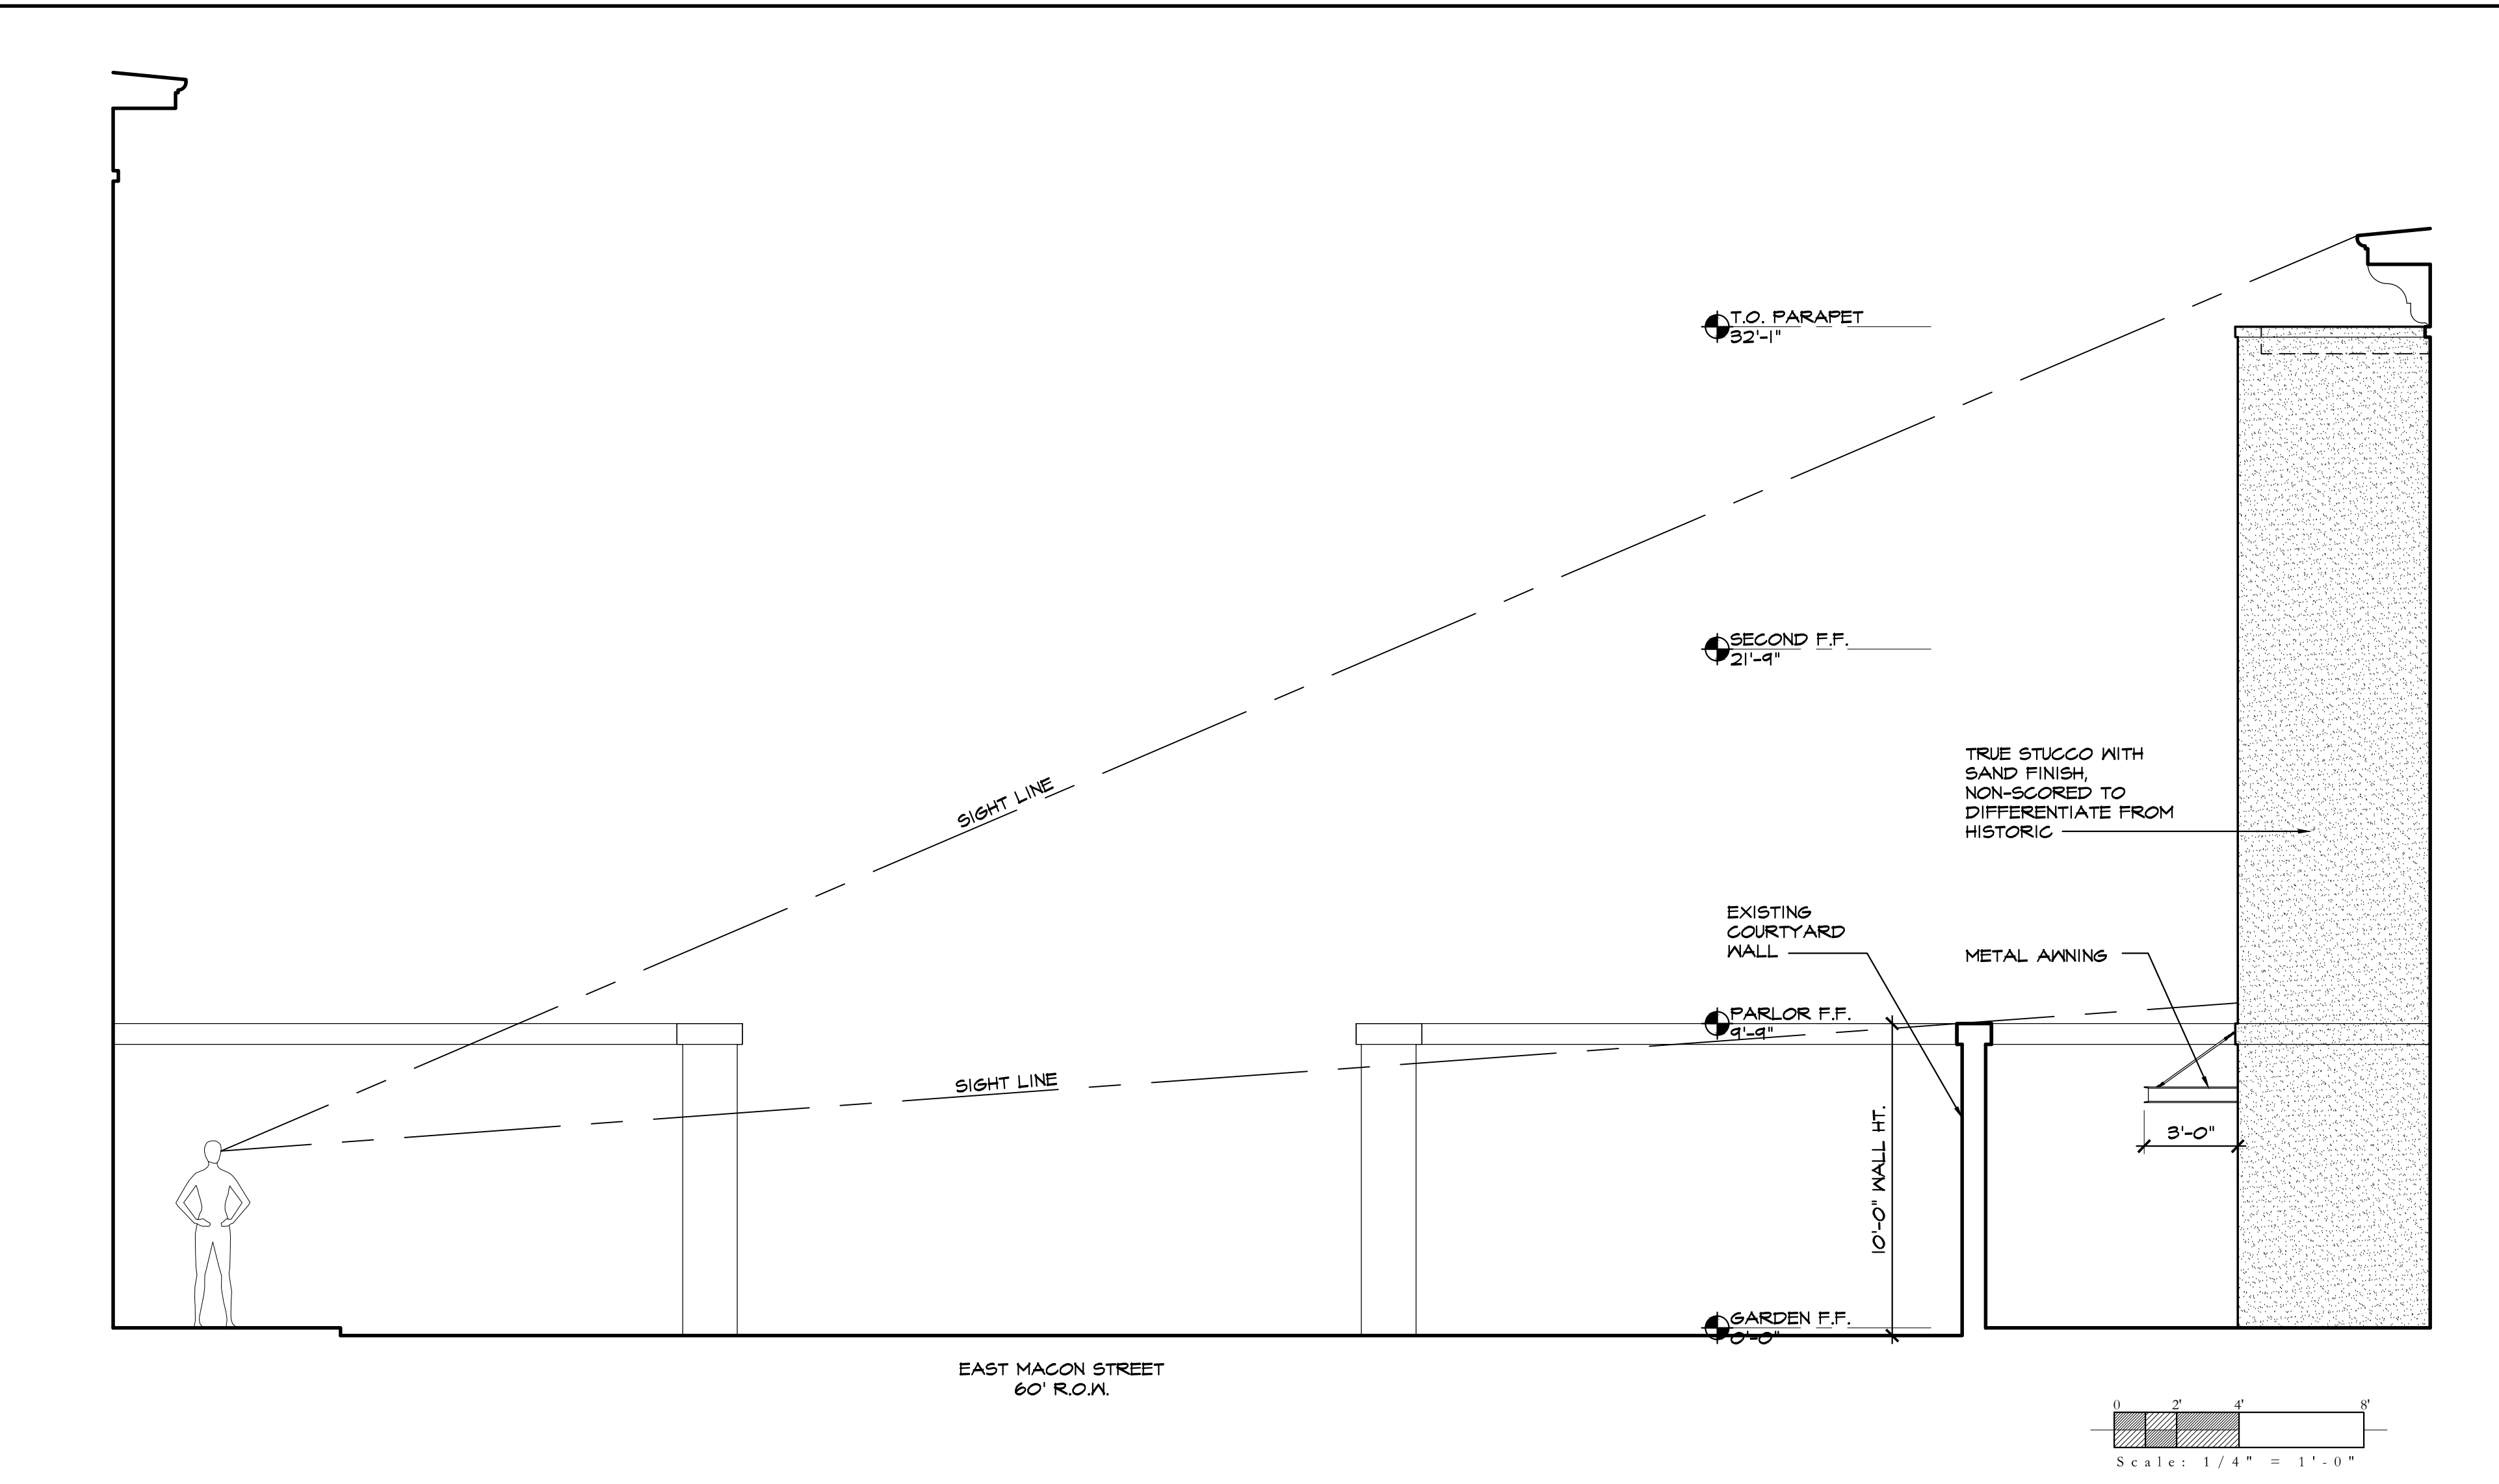 T.O. PARAPET
32'-1"
SECOND F.F.
21'-9"
TRUE STUCCO WITH
SAND FINISH,
NON-SCORED TO
DIFFERENTIATE FROM
HISTORIC
SIGHT LINE
EXISTING
COURTYARD
WALL
METAL AWNING
PARLOR F.F.
9'-9"
SIGHT LINE
3'-0"
10'-0" WALL HT.
GARDEN F.F.
0'-0"
EAST MACON STREET
60' R.O.W.
0 2' 4' 8'
Scale: 1/4" = 1'-0"